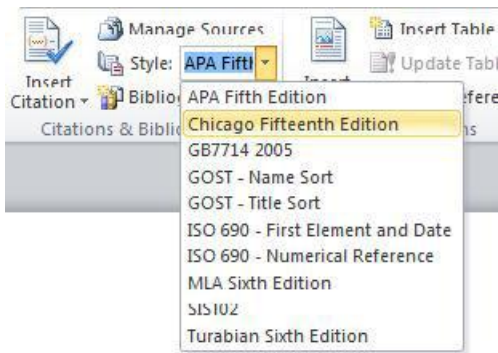 Manage Sources
Insert Table
Style: APA Fifth
Update Tabl
Insert
Citation
Biblio
efere
Citations & Biblio
ns
APA Fifth Edition
Chicago Fifteenth Edition
GB7714 2005
GOST - Name Sort
GOST - Title Sort
ISO 690 - First Element and Date
ISO 690 - Numerical Reference
MLA Sixth Edition
SIST02
Turabian Sixth Edition